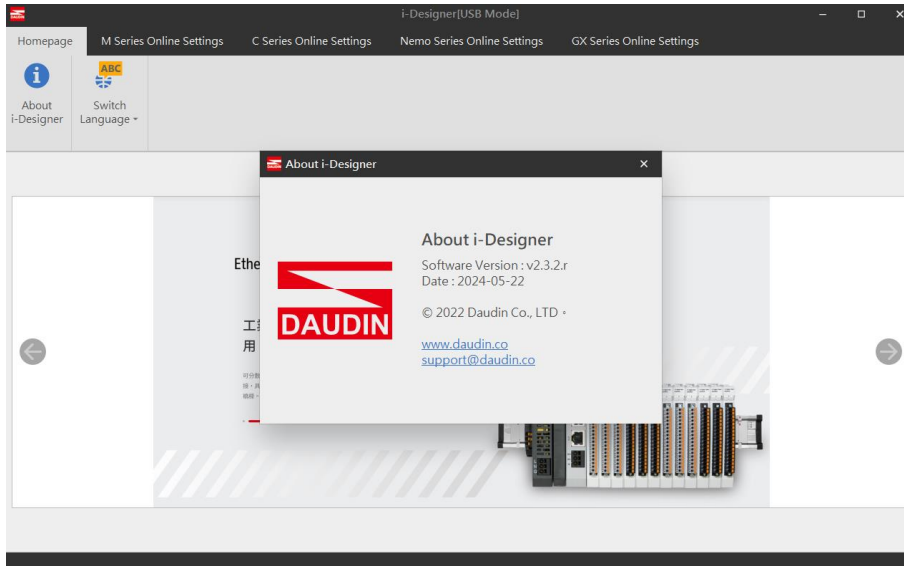 DAUDIN
i-Designer[USB Mode]
Homepage
M Series Online Settings
C Series Online Settings
Nemo Series Online Settings
GX Series Online Settings
ABC
About
i-Designer
Switch
Language
About i-Designer
Ethe
工
用
DAUDIN
About i-Designer
Software Version : v2.3.2.r
Date : 2024-05-22
© 2022 Daudin Co., LTD。
www.daudin.co
support@daudin.co